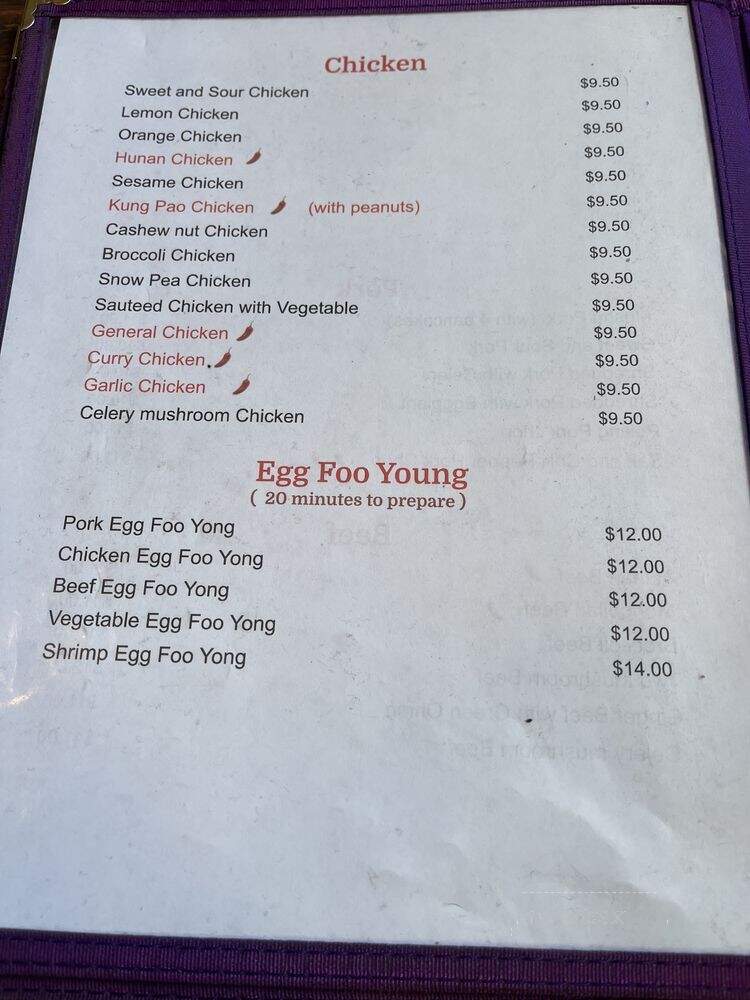 Chicken
Sweet and Sour Chicken $9.50
Lemon Chicken $9.50
Orange Chicken $9.50
Hunan Chicken $9.50
Sesame Chicken $9.50
Kung Pao Chicken (with peanuts) $9.50
Cashew nut Chicken $9.50
Broccoli Chicken $9.50
Snow Pea Chicken $9.50
Sauteed Chicken with Vegetable $9.50
General Chicken $9.50
Curry Chicken $9.50
Garlic Chicken $9.50
Celery mushroom Chicken $9.50
Egg Foo Young
( 20 minutes to prepare )
Pork Egg Foo Yong $12.00
Chicken Egg Foo Yong $12.00
Beef Egg Foo Yong $12.00
Vegetable Egg Foo Yong $12.00
Shrimp Egg Foo Yong $14.00